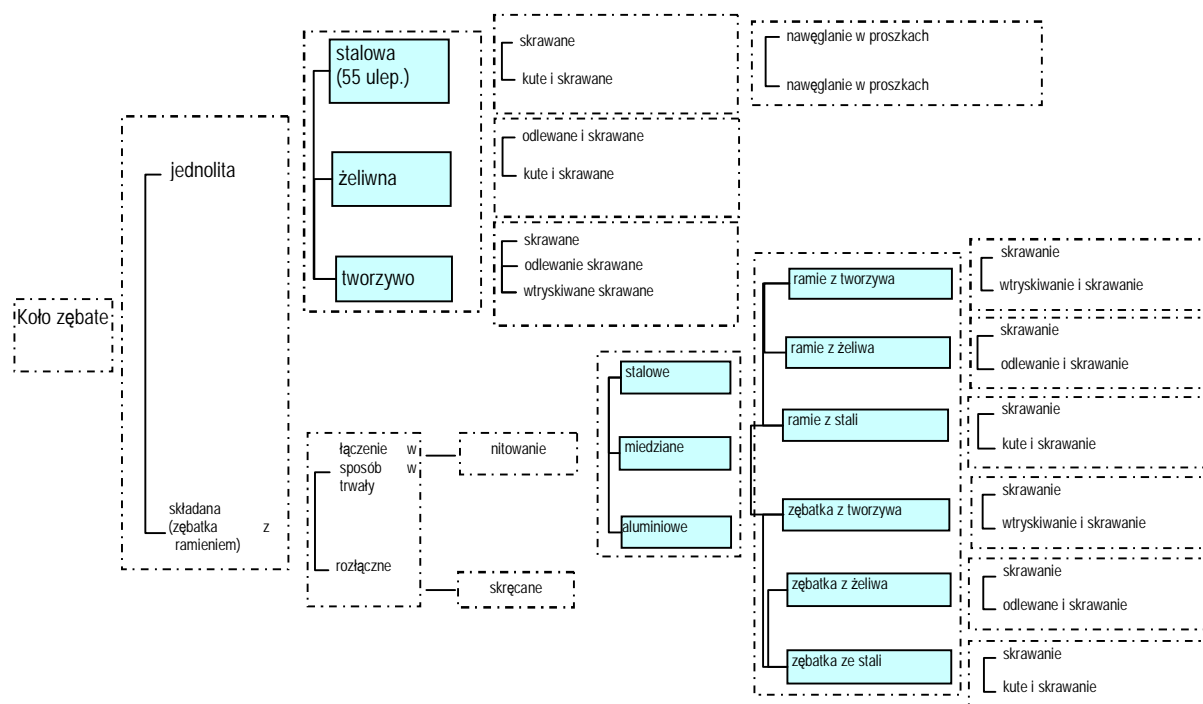 Koło zębate
jednolita
składana
(zębatka z
ramieniem)
stalowa
(55 ulep.)
żeliwna
tworzywo
skrawane
kute i skrawane
odlewane i skrawane
kute i skrawane
skrawane
odlewanie skrawane
wtryskiwane skrawane
nawęglanie w proszkach
nawęglanie w proszkach
łączenie w
sposób w
trwały
rozłączne
nitowanie
skręcane
stalowe
miedziane
aluminiowe
ramie z tworzywa
ramie z żeliwa
ramie z stali
zębatka z tworzywa
zębatka z żeliwa
zębatka ze stali
skrawanie
wtryskiwanie i skrawanie
skrawanie
odlewanie i skrawanie
skrawanie
kute i skrawanie
skrawanie
wtryskiwanie i skrawanie
skrawanie
odlewane i skrawanie
skrawanie
kute i skrawanie